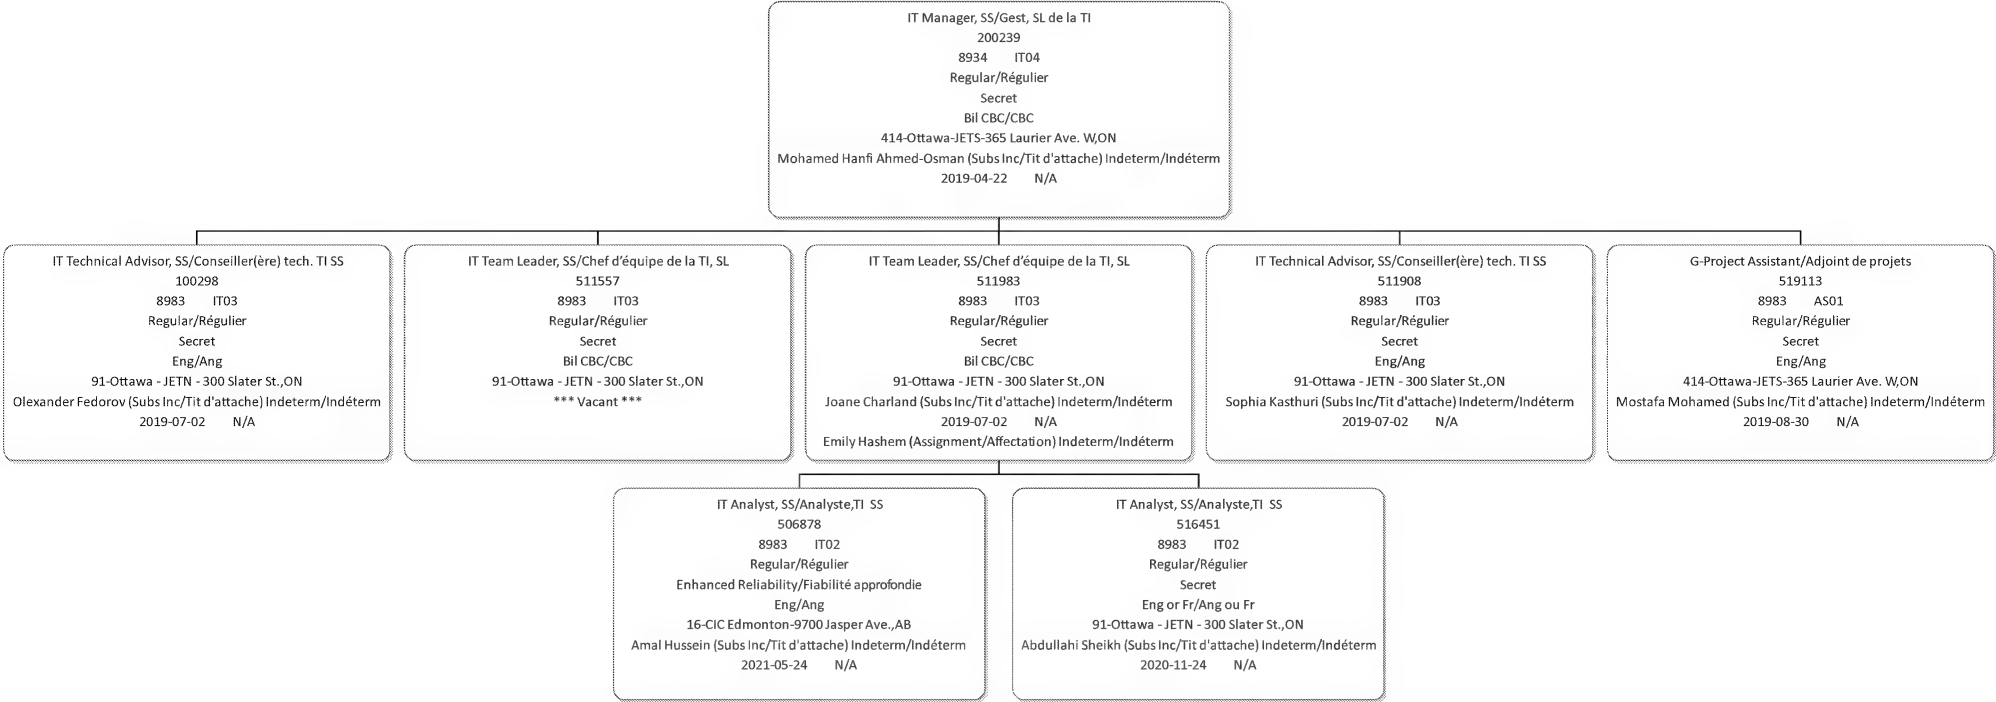 IT Manager, SS/Gest, SL de la TI
200239
8934 IT04
Regular/Régulier
Secret
Bil CBC/CBC
414-Ottawa-JETS-365 Laurier Ave. W,ON
Mohamed Hanfi Ahmed-Osman (Subs Inc/Tit d'attache) Indeterm/Indéterm
2019-04-22 N/A
IT Technical Advisor, SS/Conseiller(ère) tech. TI SS
100298
8983 IT03
Regular/Régulier
Secret
Eng/Ang
91-Ottawa - JETN - 300 Slater St.,ON
Olexander Fedorov (Subs Inc/Tit d'attache) Indeterm/Indéterm
2019-07-02 N/A
IT Team Leader, SS/Chef d’équipe de la TI, SL
511557
8983 IT03
Regular/Régulier
Secret
Bil CBC/CBC
91-Ottawa - JETN - 300 Slater St.,ON
*** Vacant ***
IT Team Leader, SS/Chef d’équipe de la TI, SL
511983
8983 IT03
Regular/Régulier
Secret
Bil CBC/CBC
91-Ottawa - JETN - 300 Slater St.,ON
Joane Charland (Subs Inc/Tit d'attache) Indeterm/Indéterm
2019-07-02 N/A
Emily Hashem (Assignment/Affectation) Indeterm/Indéterm
IT Technical Advisor, SS/Conseiller(ère) tech. TI SS
511908
8983 IT03
Regular/Régulier
Secret
Eng/Ang
91-Ottawa - JETN - 300 Slater St.,ON
Sophia Kasthuri (Subs Inc/Tit d'attache) Indeterm/Indéterm
2019-07-02 N/A
G-Project Assistant/Adjoint de projets
519113
8983 AS01
Regular/Régulier
Secret
Eng/Ang
414-Ottawa-JETS-365 Laurier Ave. W,ON
Mostafa Mohamed (Subs Inc/Tit d'attache) Indeterm/Indéterm
2019-08-30 N/A
IT Analyst, SS/Analyste,TI SS
506878
8983 IT02
Regular/Régulier
Enhanced Reliability/Fiabilité approfondie
Eng/Ang
16-CIC Edmonton-9700 Jasper Ave.,AB
Amal Hussein (Subs Inc/Tit d'attache) Indeterm/Indéterm
2021-05-24 N/A
IT Analyst, SS/Analyste,TI SS
516451
8983 IT02
Regular/Régulier
Secret
Eng or Fr/Ang ou Fr
91-Ottawa - JETN - 300 Slater St.,ON
Abdullahi Sheikh (Subs Inc/Tit d'attache) Indeterm/Indéterm
2020-11-24 N/A